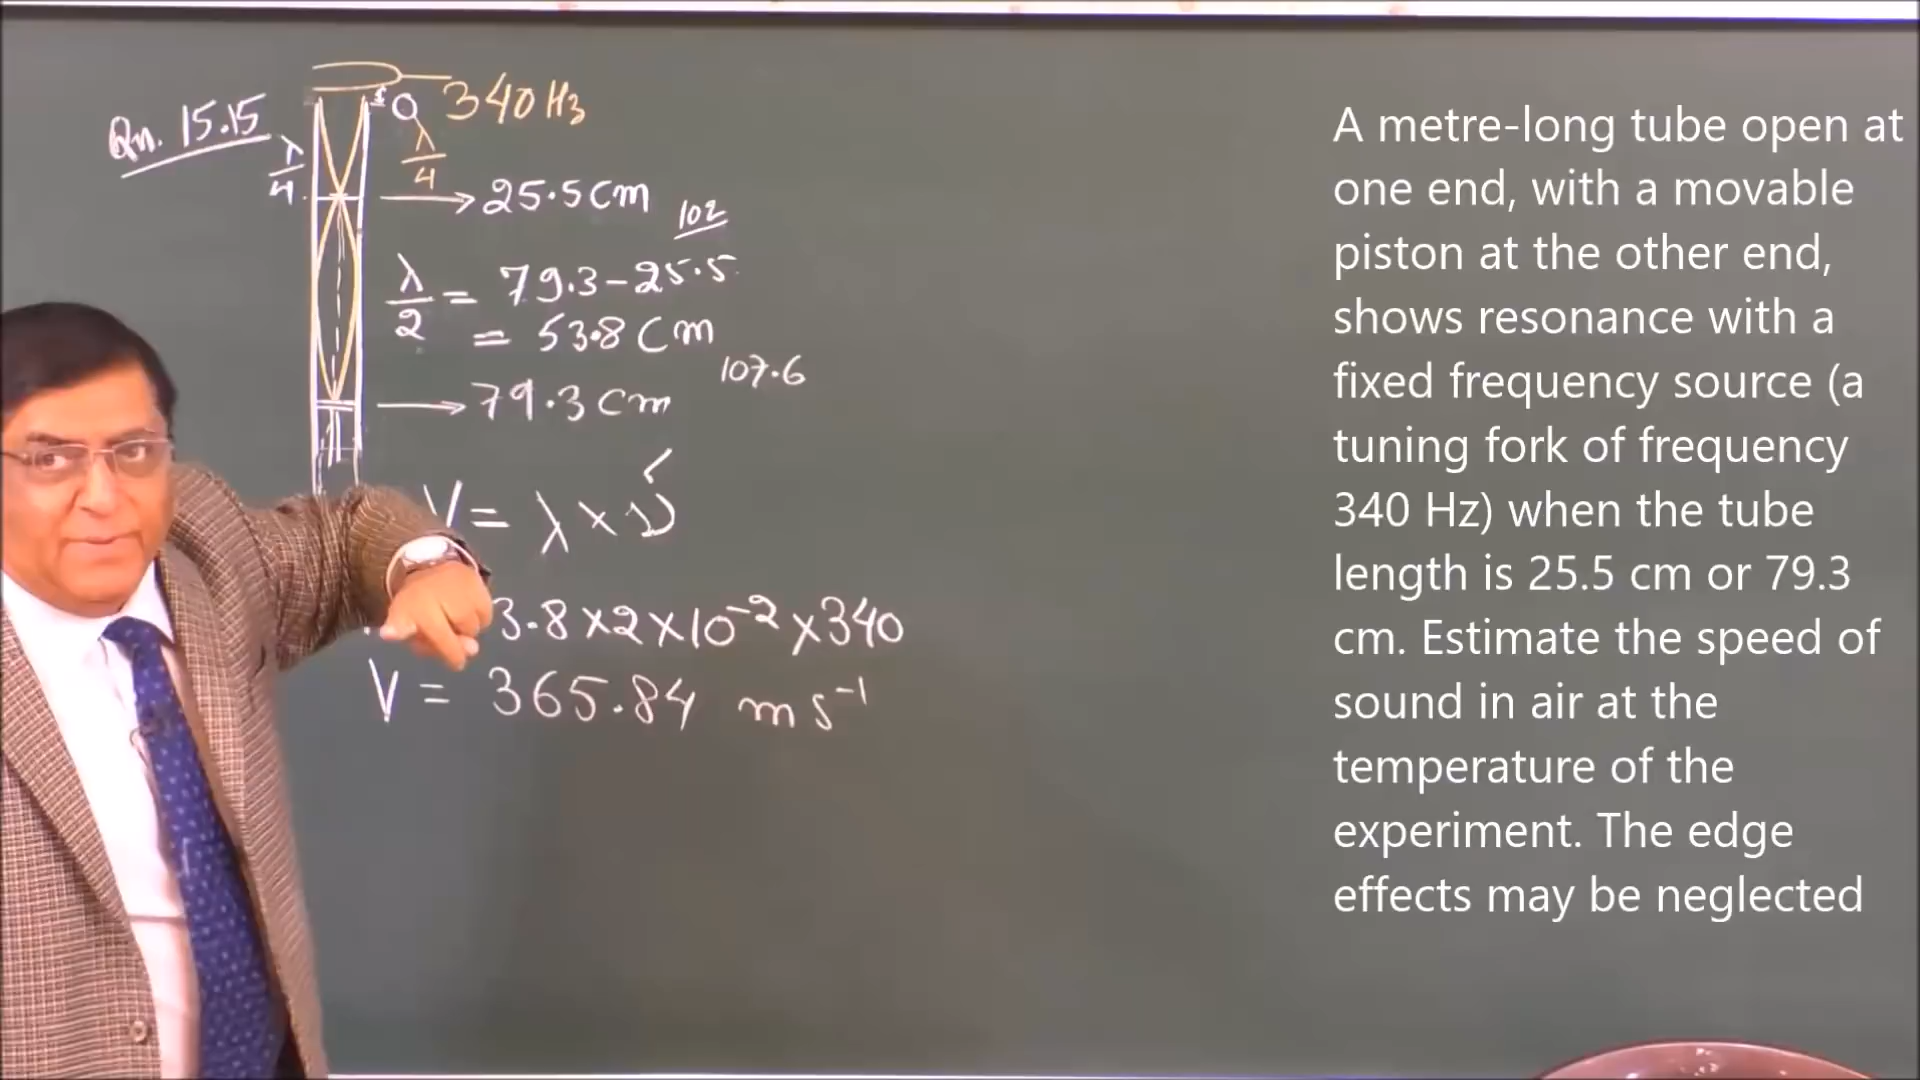 Qn. 15.15
340 Hz
λ/4
λ/4
25.5 cm
102
λ/2 = 79.3-25.5
= 53.8 cm
107.6
79.3 cm
V = λ × ν
3.8×2×10⁻²×340
V = 365.84 ms⁻¹
A metre-long tube open at
one end, with a movable
piston at the other end,
shows resonance with a
fixed frequency source (a
tuning fork of frequency
340 Hz) when the tube
length is 25.5 cm or 79.3
cm. Estimate the speed of
sound in air at the
temperature of the
experiment. The edge
effects may be neglected